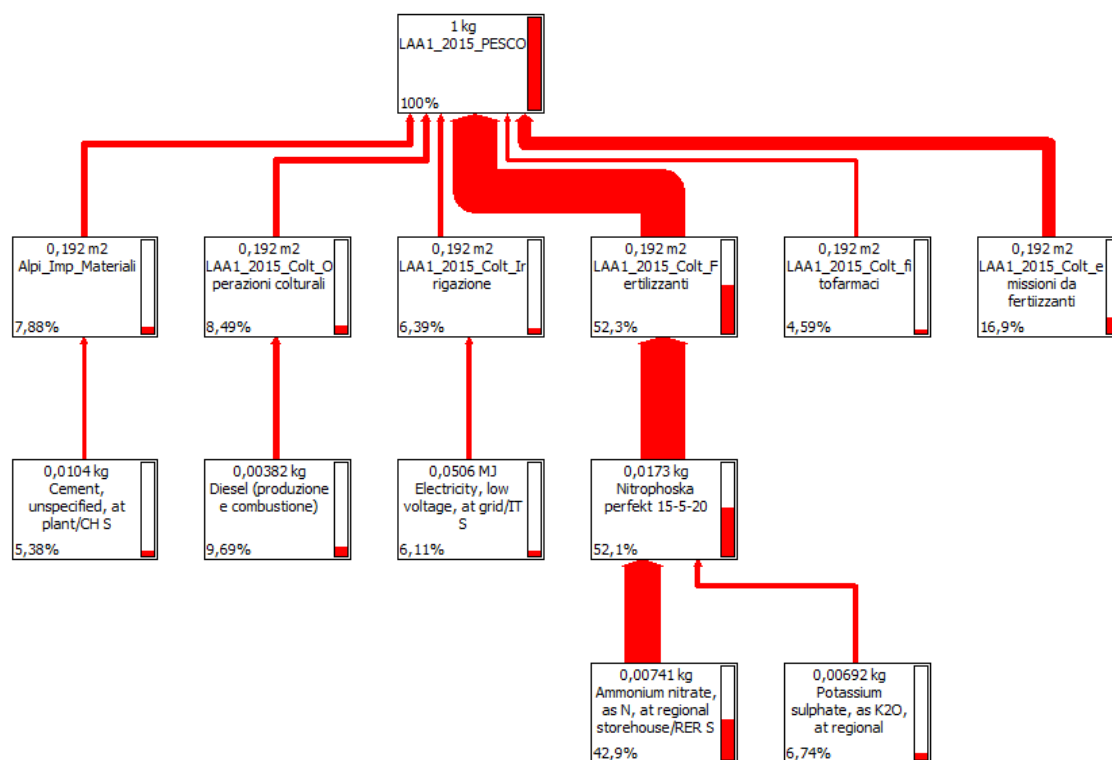 1 kg
LAA1_2015_PESCO
100%
0,192 m2
Alpi_Imp_Materiali
7,88%
0,192 m2
LAA1_2015_Colt_O
perazioni colturali
8,49%
0,192 m2
LAA1_2015_Colt_Ir
rigazione
6,39%
0,192 m2
LAA1_2015_Colt_F
ertilizzanti
52,3%
0,192 m2
LAA1_2015_Colt_fi
tofarmaci
4,59%
0,192 m2
LAA1_2015_Colt_e
missioni da
fertiizzanti
16,9%
0,0104 kg
Cement,
unspecified, at
plant/CH S
5,38%
0,00382 kg
Diesel (produzione
e combustione)
9,69%
0,0506 MJ
Electricity, low
voltage, at grid/IT
S
6,11%
0,0173 kg
Nitrophoska
perfekt 15-5-20
52,1%
0,00741 kg
Ammonium nitrate,
as N, at regional
storehouse/RER S
42,9%
0,00692 kg
Potassium
sulphate, as K2O,
at regional
6,74%